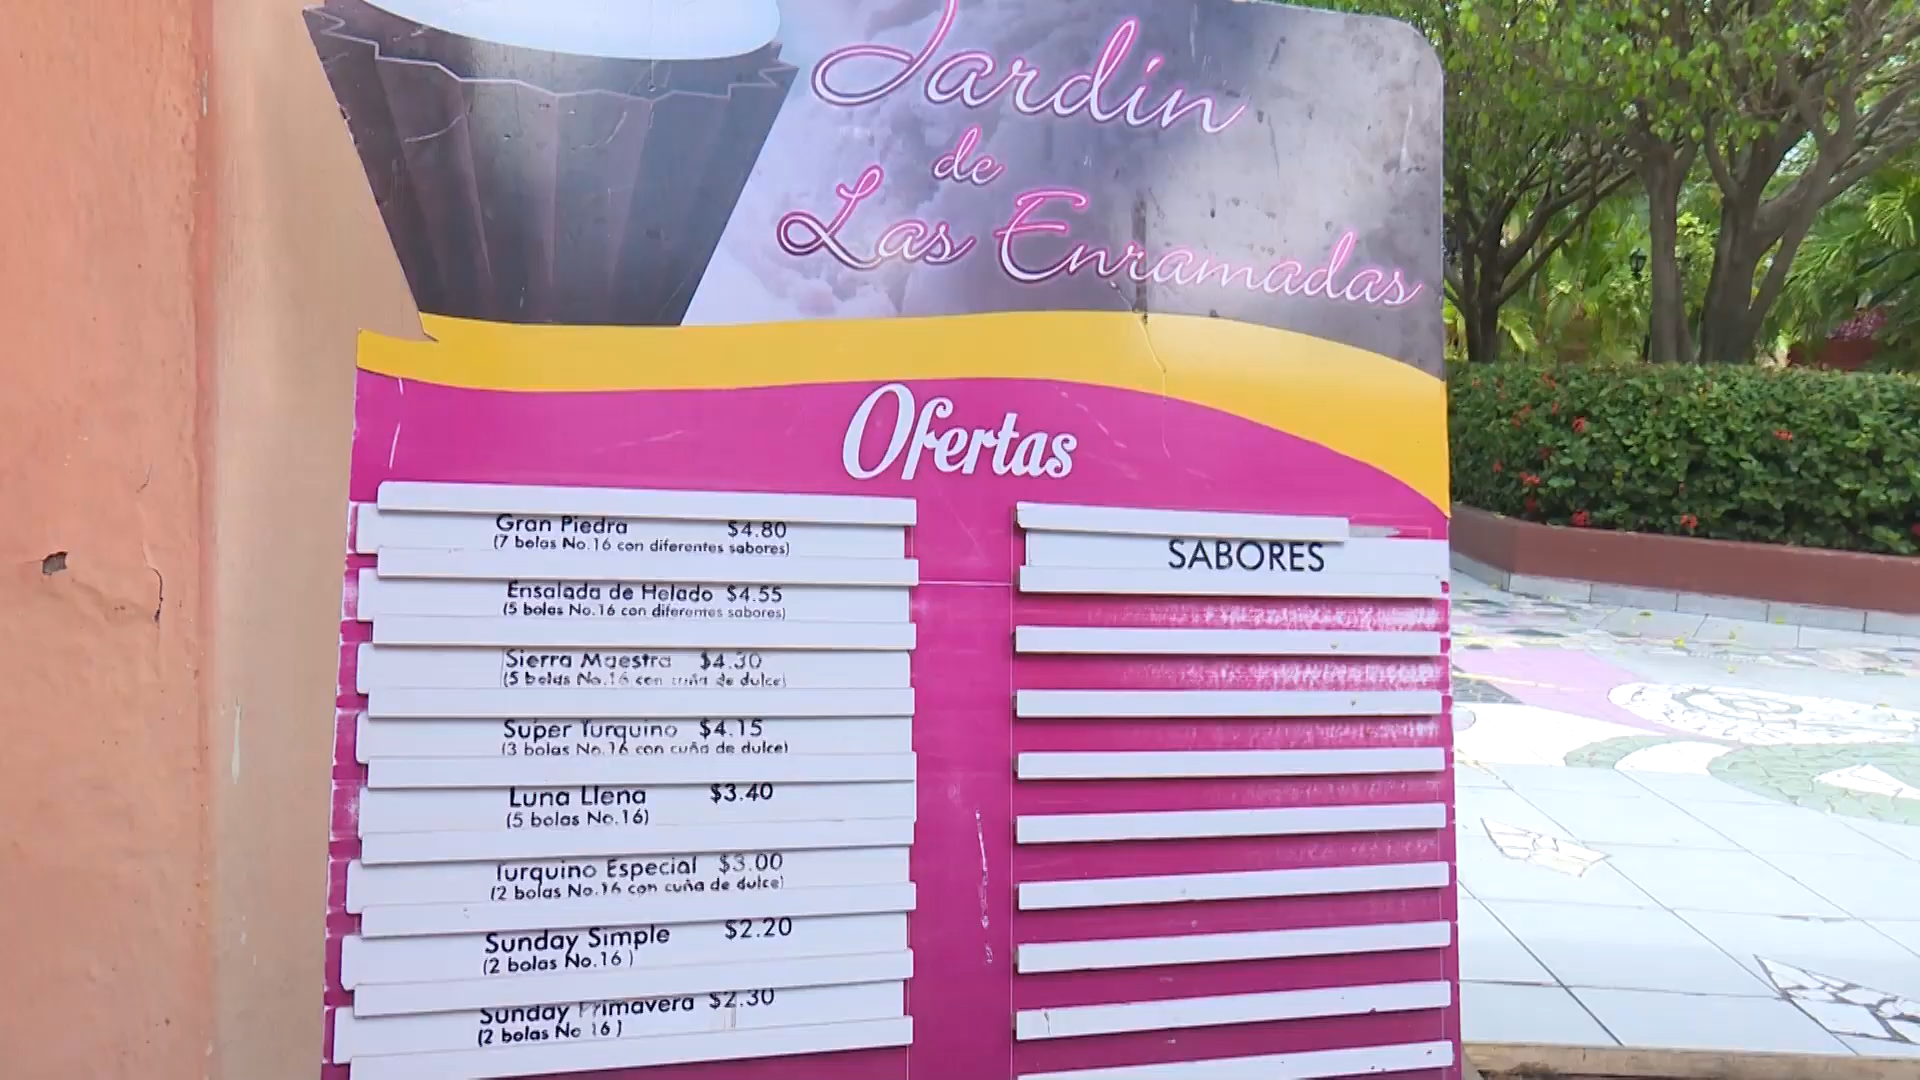 Jardín
de
Las Enramadas
Ofertas
Gran Piedra $4.80
(7 bolas No.16 con diferentes sabores)
Ensalada de Helado $4.55
(5 bolas No.16 con diferentes sabores)
Sierra Maestra $4.30
(5 bolas No.16 con cuña de dulce)
Super Turquino $4.15
(3 bolas No.16 con cuña de dulce)
Luna Llena $3.40
(5 bolas No.16)
Turquino Especial $3.00
(2 bolas No.16 con cuña de dulce)
Sunday Simple $2.20
(2 bolas No.16 )
Sunday Primavera $2.30
(2 bolas No 16 )
SABORES